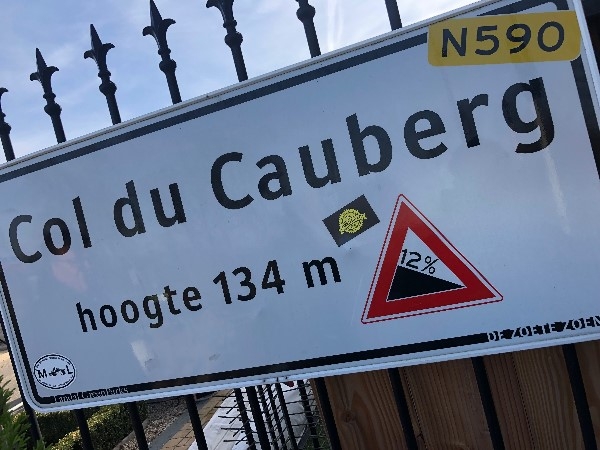 N590
Col du Cauberg
hoogte 134 m
12%
DE ZOETE ZOEN
M L